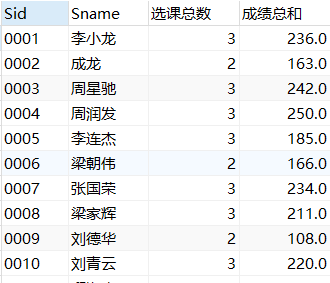 Sid Sname 选课总数 成绩总和
0001 李小龙 3 236.0
0002 成龙 2 163.0
0003 周星驰 3 242.0
0004 周润发 3 250.0
0005 李连杰 3 185.0
0006 梁朝伟 2 166.0
0007 张国荣 3 234.0
0008 梁家辉 3 211.0
0009 刘德华 2 108.0
0010 刘青云 3 220.0